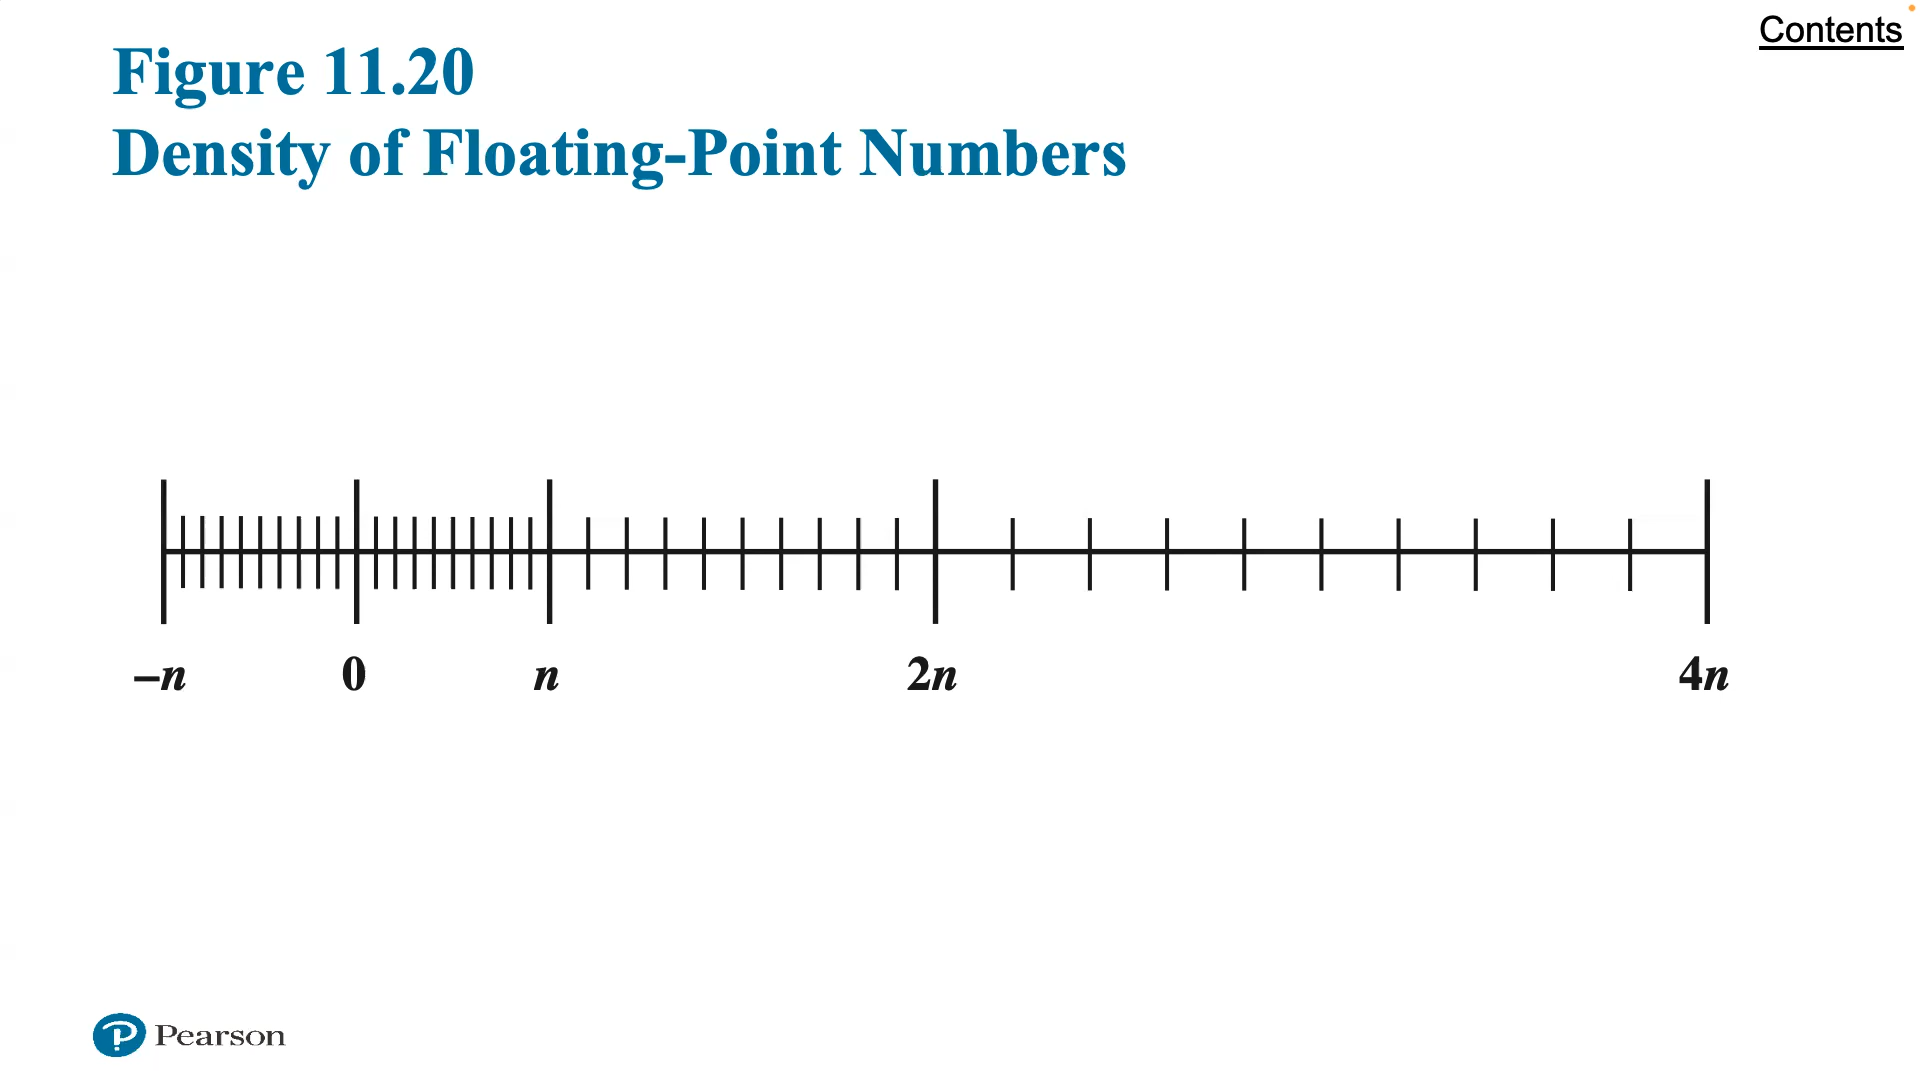 Contents
Figure 11.20
Density of Floating-Point Numbers
–n 0 n 2n 4n
Pearson